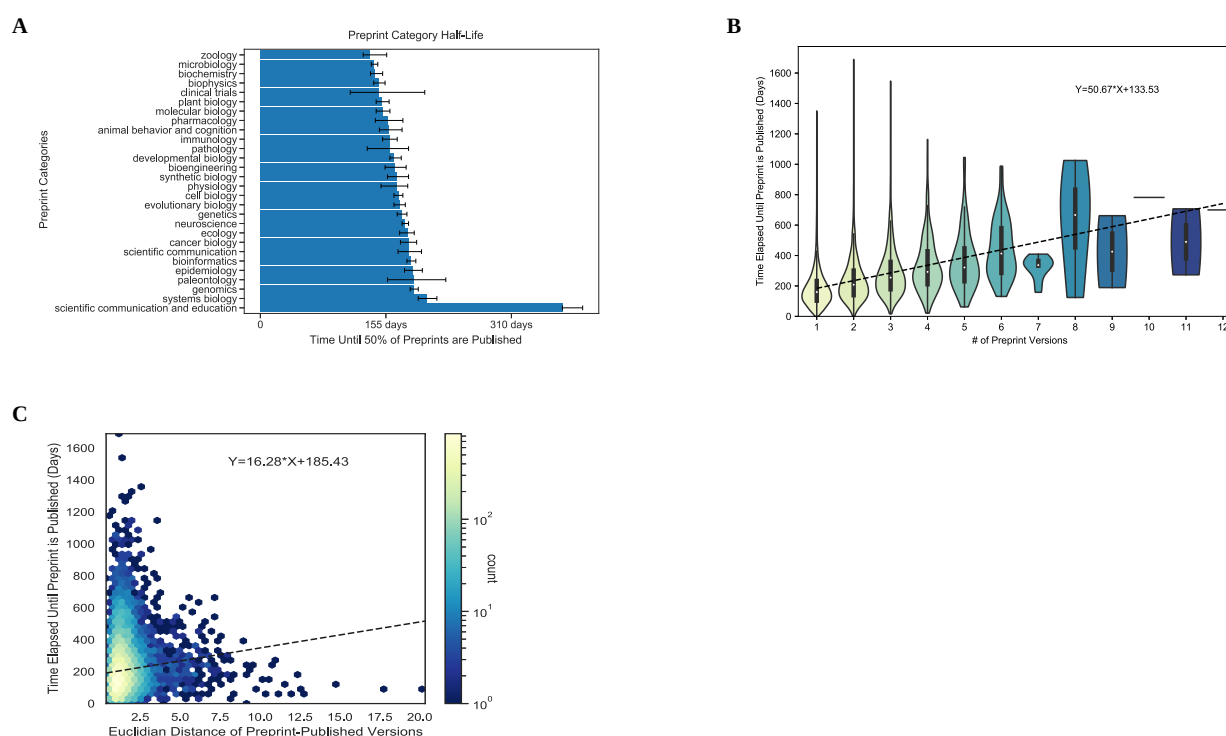 A
Preprint Category Half-Life
Preprint Categories
zoology
microbiology
biochemistry
biophysics
clinical trials
plant biology
molecular biology
pharmacology
animal behavior and cognition
immunology
pathology
developmental biology
bioengineering
synthetic biology
physiology
cell biology
evolutionary biology
genetics
neuroscience
ecology
cancer biology
scientific communication
bioinformatics
epidemiology
paleontology
genomics
systems biology
scientific communication and education
0 155 days 310 days
Time Until 50% of Preprints are Published
B
Time Elapsed Until Preprint is Published (Days)
1600
1400
1200
1000
800
600
400
200
0
Y=50.67*X+133.53
1 2 3 4 5 6 7 8 9 10 11 12
# of Preprint Versions
C
Time Elapsed Until Preprint is Published (Days)
1600
1400
1200
1000
800
600
400
200
0
Y=16.28*X+185.43
2.5 5.0 7.5 10.0 12.5 15.0 17.5 20.0
Euclidian Distance of Preprint-Published Versions
10²
10¹
10⁰
count